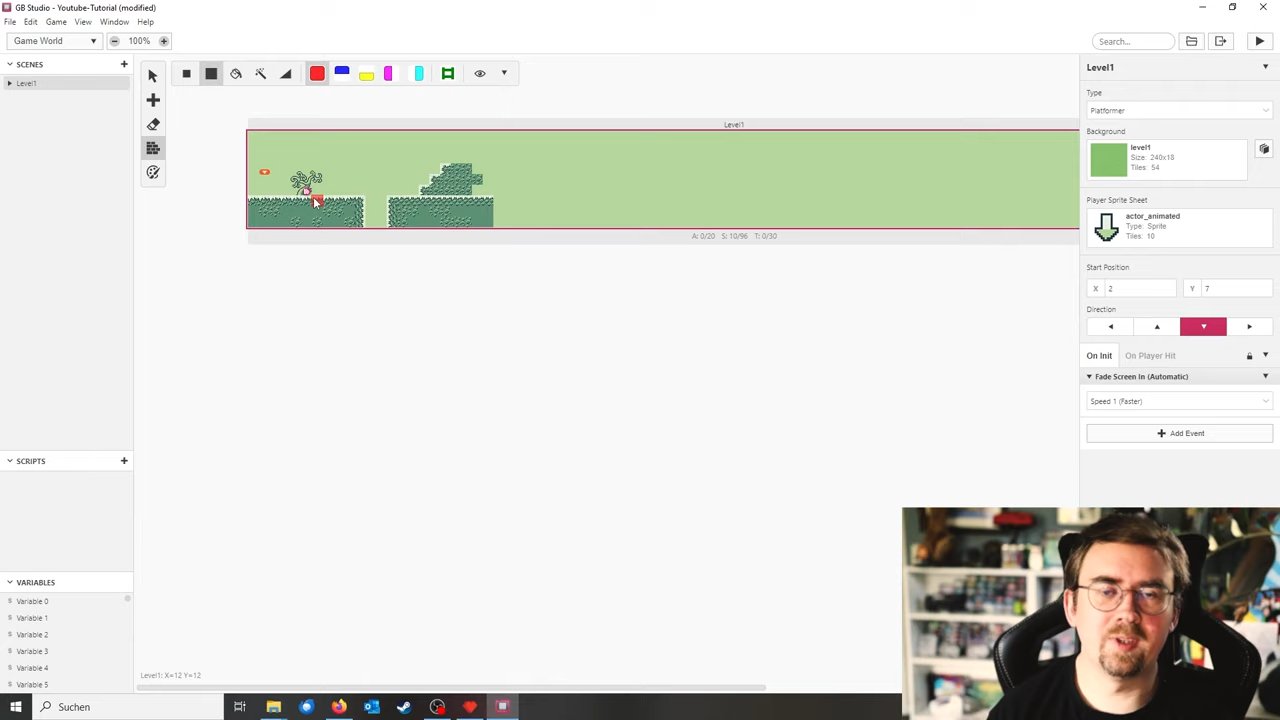 GB Studio - Youtube-Tutorial (modified)
File Edit Game View Window Help
Game World
100%
Search...
SCENES
Level1
Level1
A: 0/20 S: 10/96 T: 0/30
Level1: X=12 Y=12
SCRIPTS
VARIABLES
Variable 0
Variable 1
Variable 2
Variable 3
Variable 4
Variable 5
Level1
Type
Platformer
Background
level1
Size: 240x18
Tiles: 54
Player Sprite Sheet
actor_animated
Type: Sprite
Tiles: 10
Start Position
X 2 Y 7
Direction
On Init On Player Hit
Fade Screen In (Automatic)
Speed 1 (Faster)
Add Event
Suchen